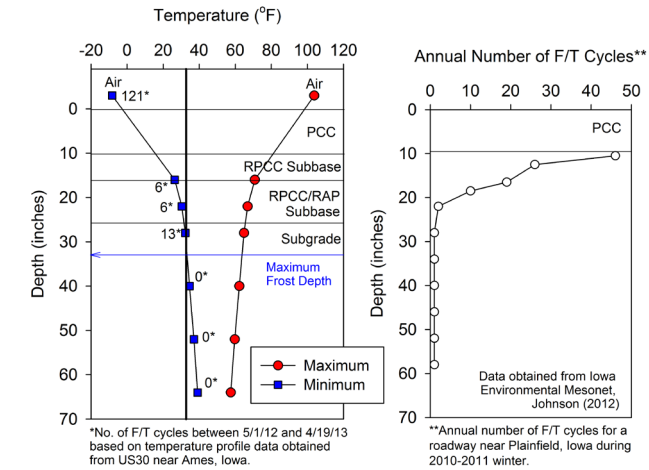 Temperature (°F)
-20 0 20 40 60 80 100 120
Depth (inches)
0
10
20
30
40
50
60
70
Air
121*
Air
PCC
RPCC Subbase
6*
RPCC/RAP
Subbase
6*
13*
Subgrade
Maximum
Frost Depth
0*
0*
0*
Maximum
Minimum
*No. of F/T cycles between 5/1/12 and 4/19/13
based on temperature profile data obtained
from US30 near Ames, Iowa.
Annual Number of F/T Cycles**
0 10 20 30 40 50
Depth (inches)
0
10
20
30
40
50
60
70
PCC
Data obtained from Iowa
Environmental Mesonet,
Johnson (2012)
**Annual number of F/T cycles for a
roadway near Plainfield, Iowa during
2010-2011 winter.